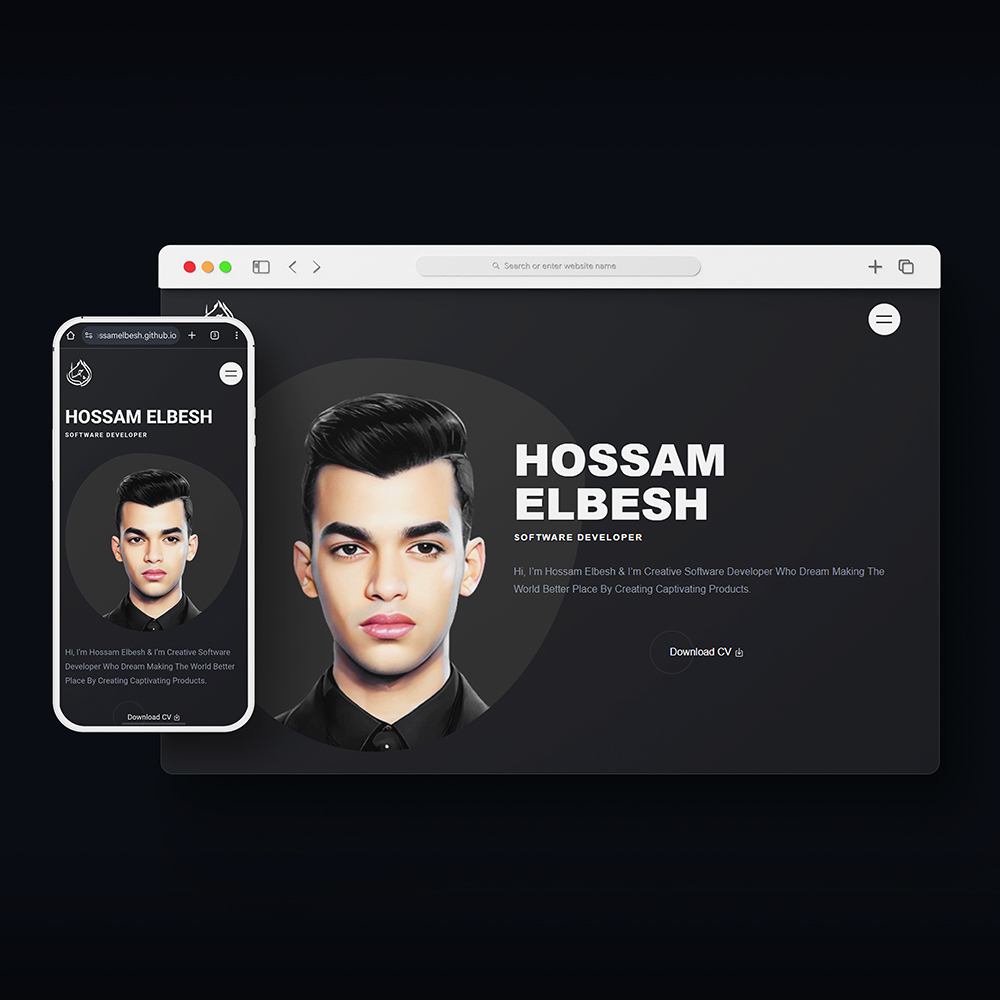 Search or enter website name
ssamelbesh.github.io
3
HOSSAM ELBESH
SOFTWARE DEVELOPER
Hi, I'm Hossam Elbesh & I'm Creative Software
Developer Who Dream Making The World Better
Place By Creating Captivating Products.
Download CV
HOSSAM
ELBESH
SOFTWARE DEVELOPER
Hi, I'm Hossam Elbesh & I'm Creative Software Developer Who Dream Making The
World Better Place By Creating Captivating Products.
Download CV